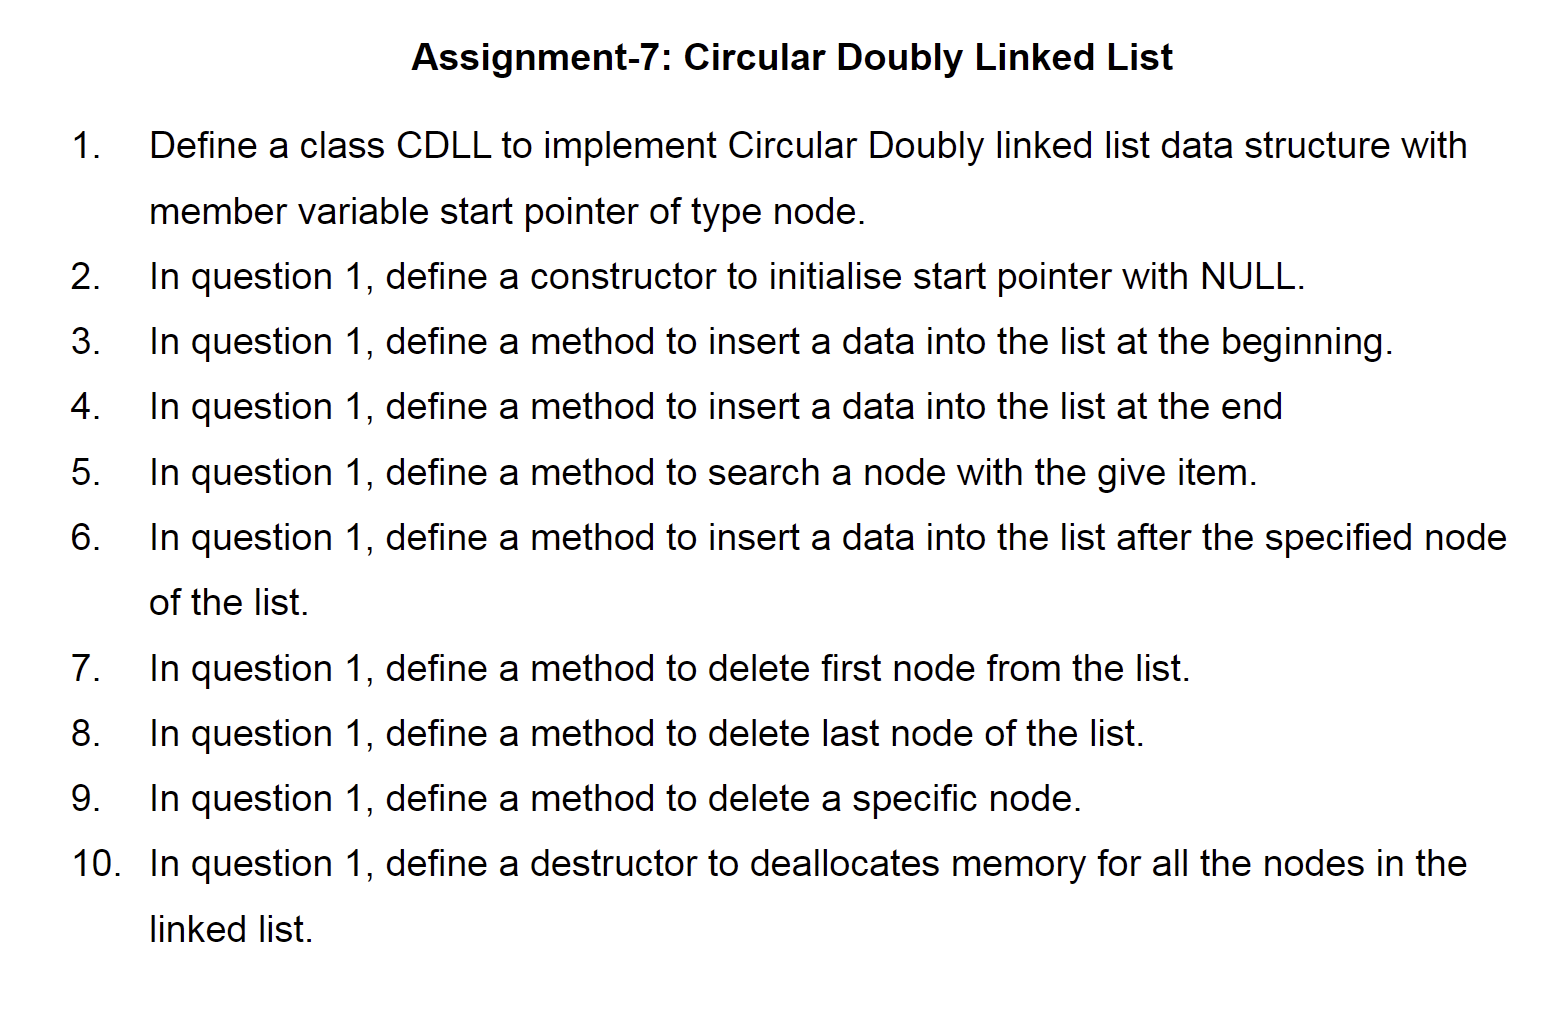 Assignment-7: Circular Doubly Linked List
1. Define a class CDLL to implement Circular Doubly linked list data structure with
member variable start pointer of type node.
2. In question 1, define a constructor to initialise start pointer with NULL.
3. In question 1, define a method to insert a data into the list at the beginning.
4. In question 1, define a method to insert a data into the list at the end
5. In question 1, define a method to search a node with the give item.
6. In question 1, define a method to insert a data into the list after the specified node
of the list.
7. In question 1, define a method to delete first node from the list.
8. In question 1, define a method to delete last node of the list.
9. In question 1, define a method to delete a specific node.
10. In question 1, define a destructor to deallocates memory for all the nodes in the
linked list.